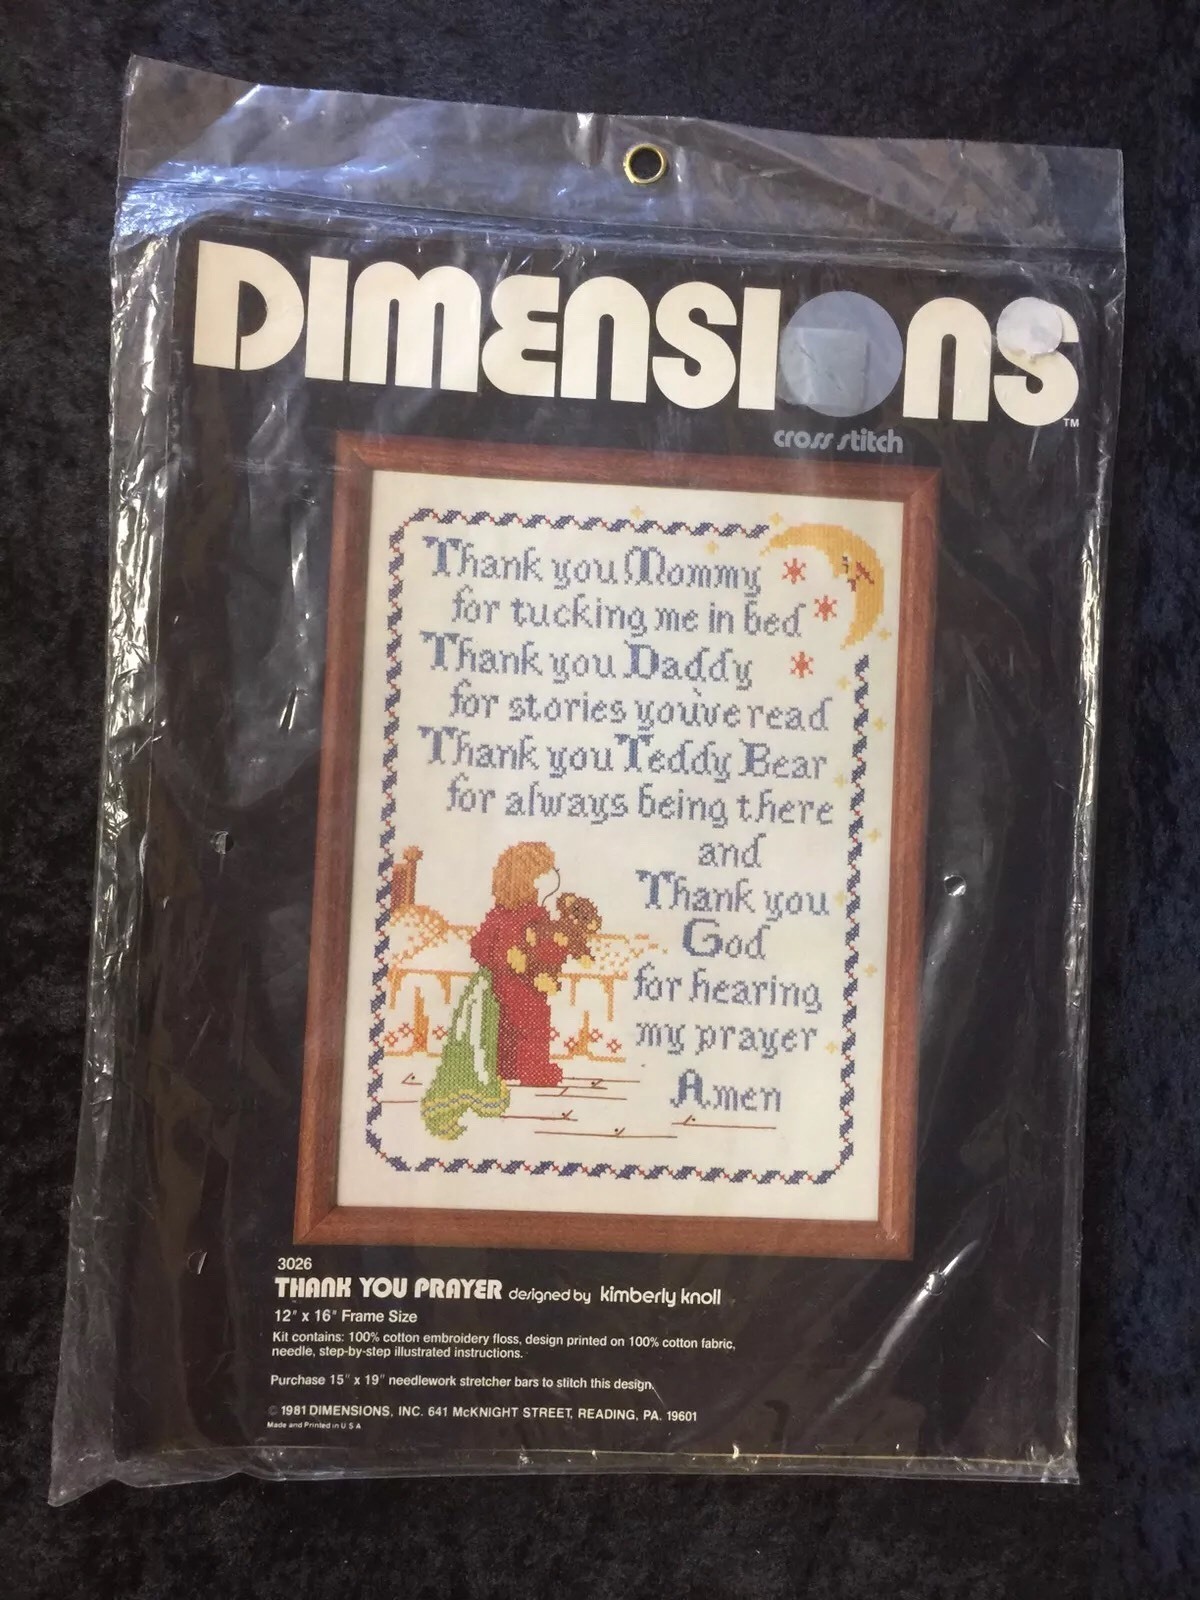 DIMENSIONS™
cross stitch
Thank you Mommy
for tucking me in bed
Thank you Daddy
for stories you've read
Thank you Teddy Bear
for always being there
and
Thank you
God
for hearing
my prayer
Amen
3026
THANK YOU PRAYER designed by kimberly knoll
12" x 16" Frame Size
Kit contains: 100% cotton embroidery floss, design printed on 100% cotton fabric,
needle, step-by-step illustrated instructions.
Purchase 15" x 19" needlework stretcher bars to stitch this design.
© 1981 DIMENSIONS, INC. 641 McKNIGHT STREET, READING, PA. 19601
Made and Printed in U S A